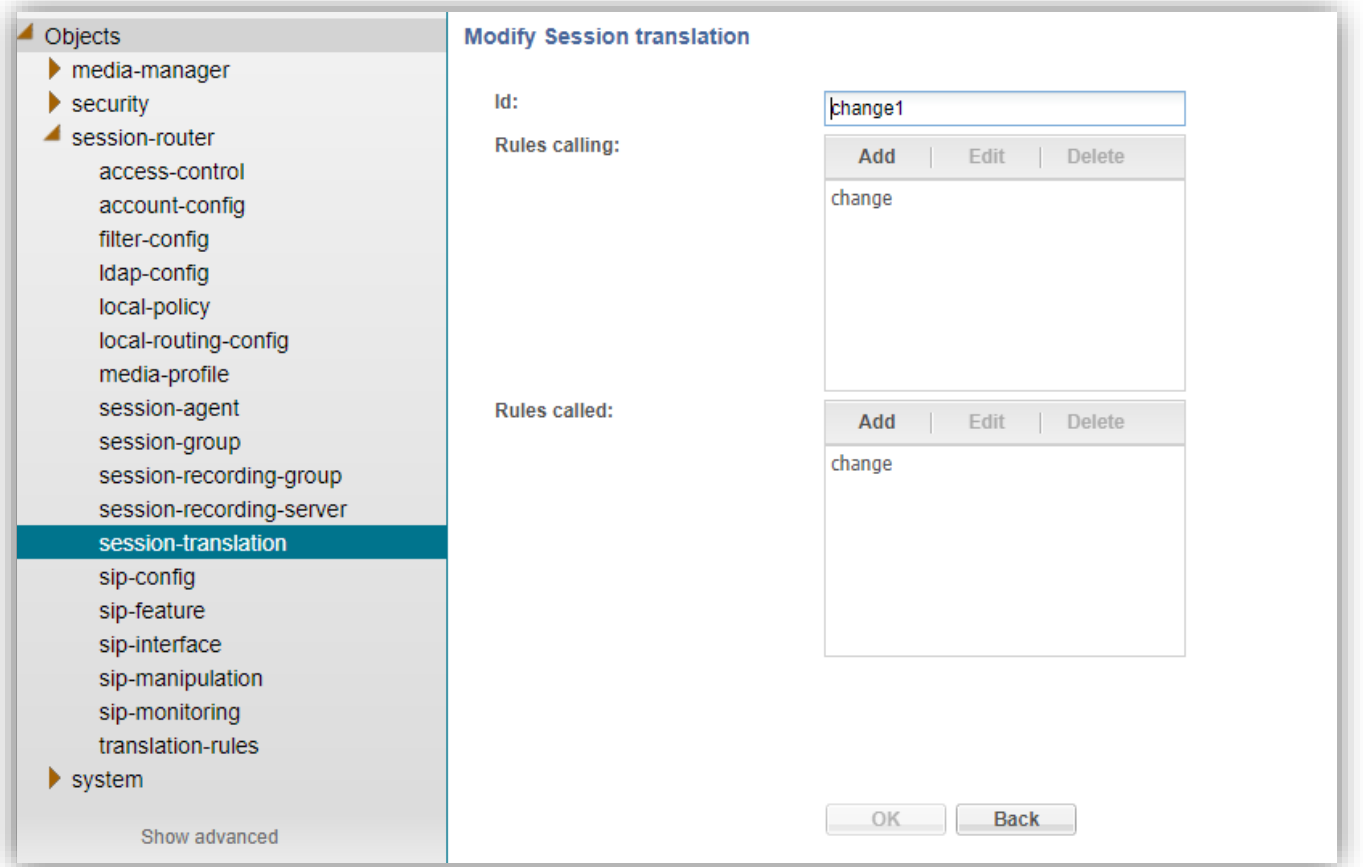 Objects
media-manager
security
session-router
access-control
account-config
filter-config
ldap-config
local-policy
local-routing-config
media-profile
session-agent
session-group
session-recording-group
session-recording-server
session-translation
sip-config
sip-feature
sip-interface
sip-manipulation
sip-monitoring
translation-rules
system
Show advanced
Modify Session translation
Id:
change1
Rules calling:
Add | Edit | Delete
change
Rules called:
Add | Edit | Delete
change
OK Back